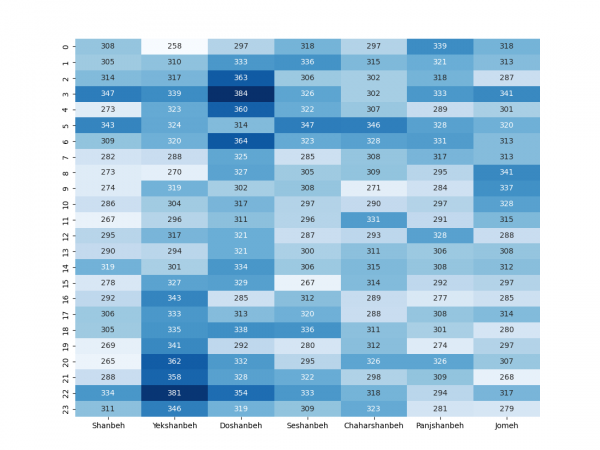 0 308 258 297 318 297 339 318
1 305 310 333 336 315 321 313
2 314 317 363 306 302 318 287
3 347 339 384 326 302 333 341
4 273 323 360 322 307 289 301
5 343 324 314 347 346 328 320
6 309 320 364 323 328 331 313
7 282 288 325 285 308 317 313
8 273 270 327 305 309 295 341
9 274 319 302 308 271 284 337
10 286 304 317 297 290 297 328
11 267 296 311 296 331 291 315
12 295 317 321 287 293 328 288
13 290 294 321 300 311 306 308
14 319 301 334 306 315 308 312
15 278 327 329 267 314 292 297
16 292 343 285 312 289 277 285
17 306 333 313 320 288 308 314
18 305 335 338 336 311 301 280
19 269 341 292 280 312 274 297
20 265 362 332 295 326 326 307
21 288 358 328 322 298 309 268
22 334 381 354 333 318 294 317
23 311 346 319 309 323 281 279
Shanbeh Yekshanbeh Doshanbeh Seshanbeh Chaharshanbeh Panjshanbeh Jomeh